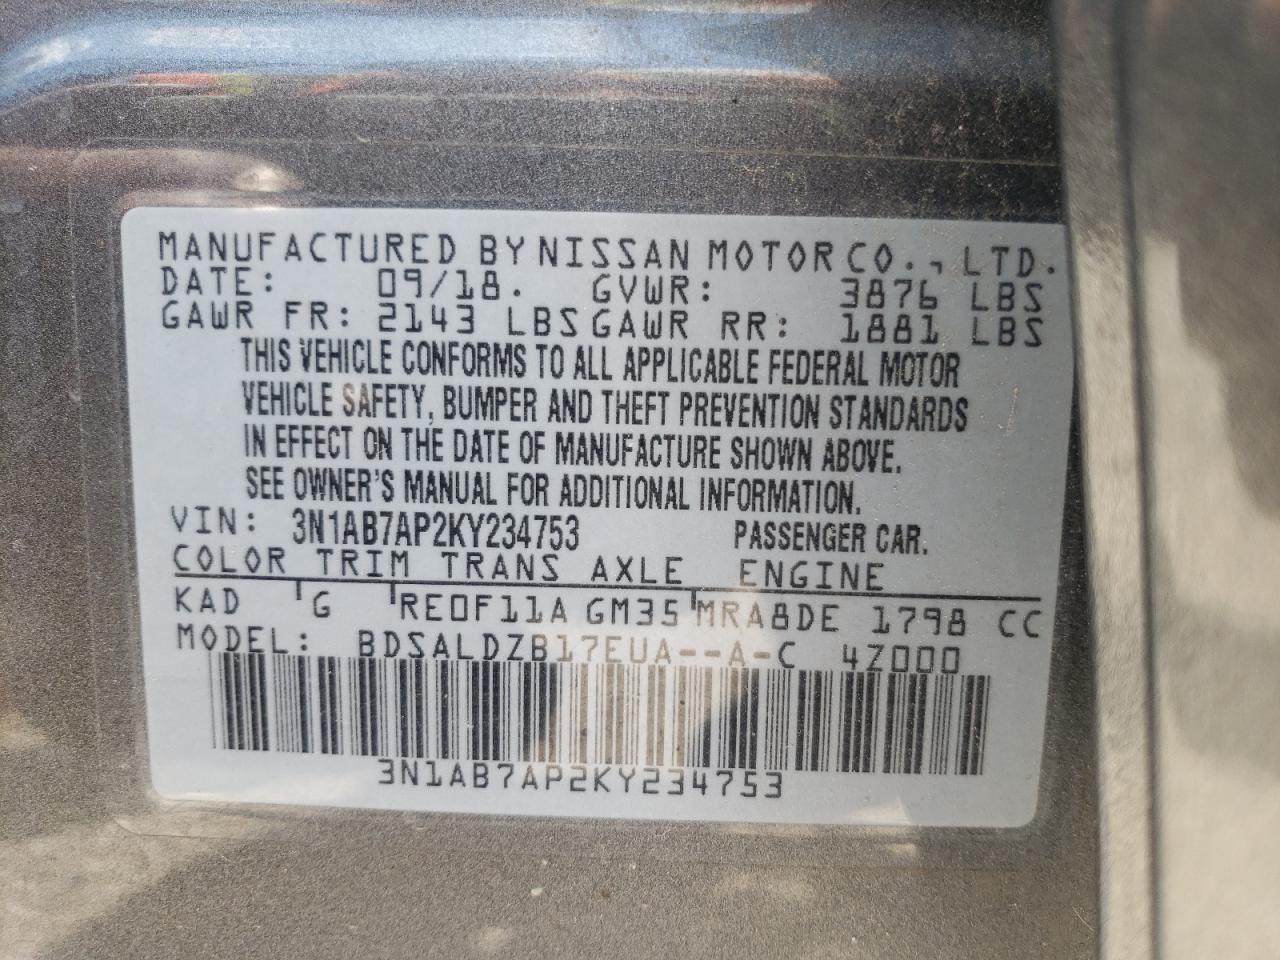 MANUFACTURED BY NISSAN MOTOR CO., LTD.
DATE: 09/18. GVWR: 3876 LBS
GAWR FR: 2143 LBS GAWR RR: 1881 LBS
THIS VEHICLE CONFORMS TO ALL APPLICABLE FEDERAL MOTOR
VEHICLE SAFETY, BUMPER AND THEFT PREVENTION STANDARDS
IN EFFECT ON THE DATE OF MANUFACTURE SHOWN ABOVE.
SEE OWNER'S MANUAL FOR ADDITIONAL INFORMATION.
VIN: 3N1AB7AP2KY234753 PASSENGER CAR.
COLOR TRIM TRANS AXLE ENGINE
KAD G RE0F11A GM35 MRA8DE 1798 CC
MODEL: BDSALDZB17EUA--A-C 4Z000
3N1AB7AP2KY234753